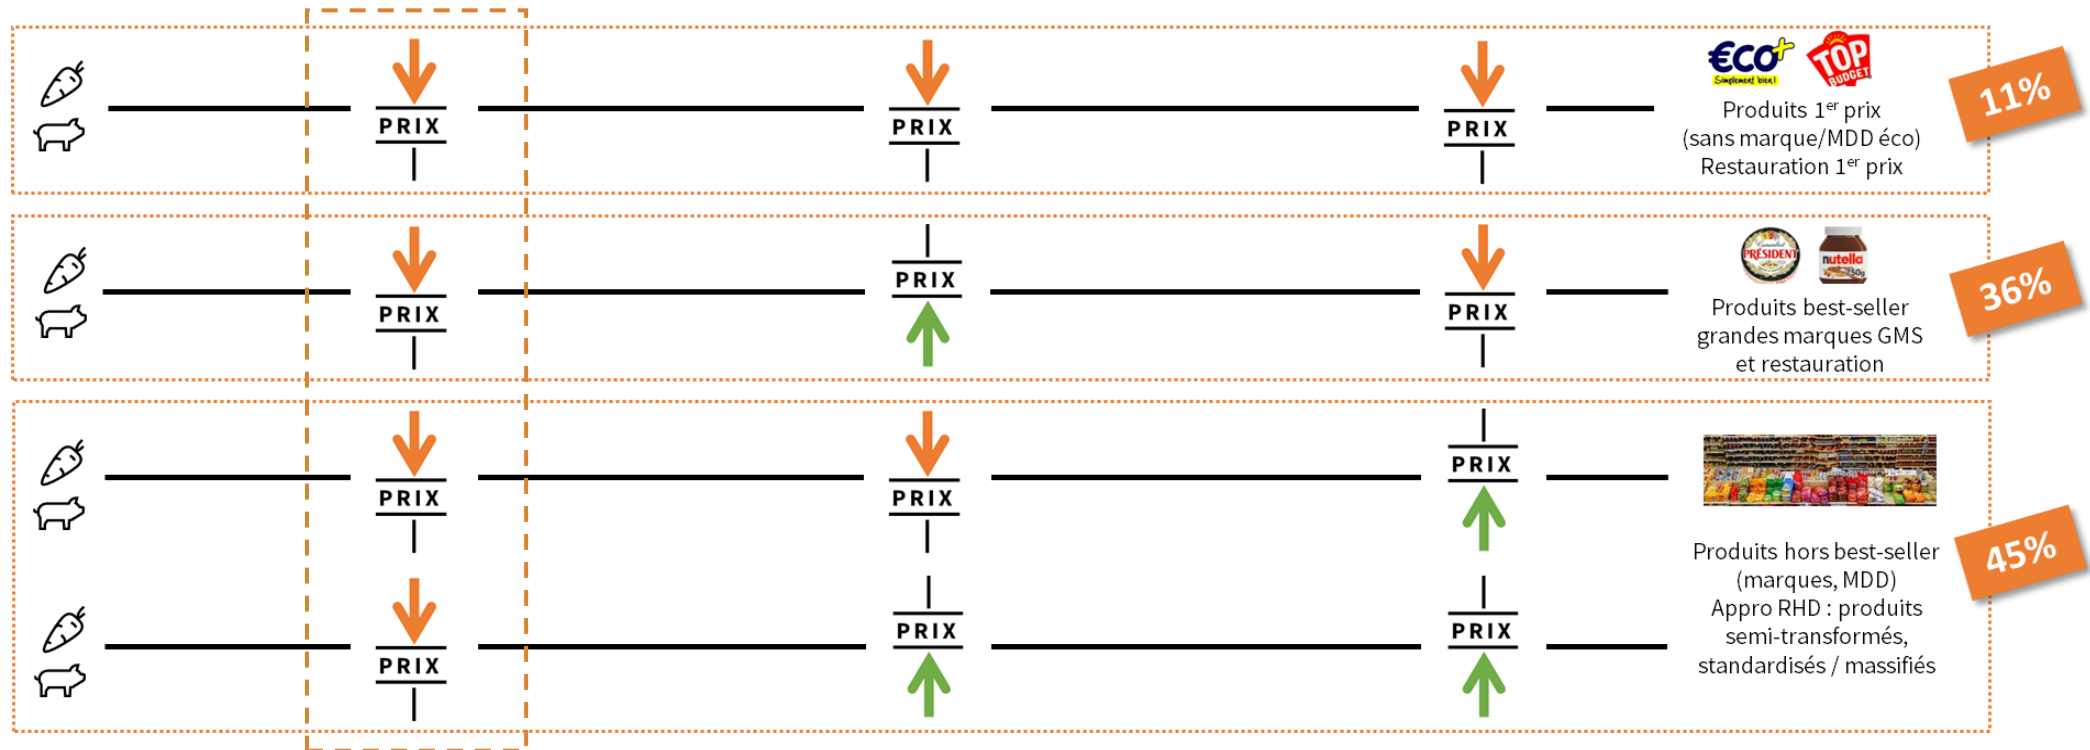 PRIX
PRIX
PRIX
€co+
Simplement bien !
TOP
BUDGET
Produits 1er prix
(sans marque/MDD éco)
Restauration 1er prix
11%
PRIX
PRIX
PRIX
PRÉSIDENT
nutella
750g
Produits best-seller
grandes marques GMS
et restauration
36%
PRIX
PRIX
PRIX
PRIX
PRIX
PRIX
Produits hors best-seller
(marques, MDD)
Appro RHD : produits
semi-transformés,
standardisés / massifiés
45%